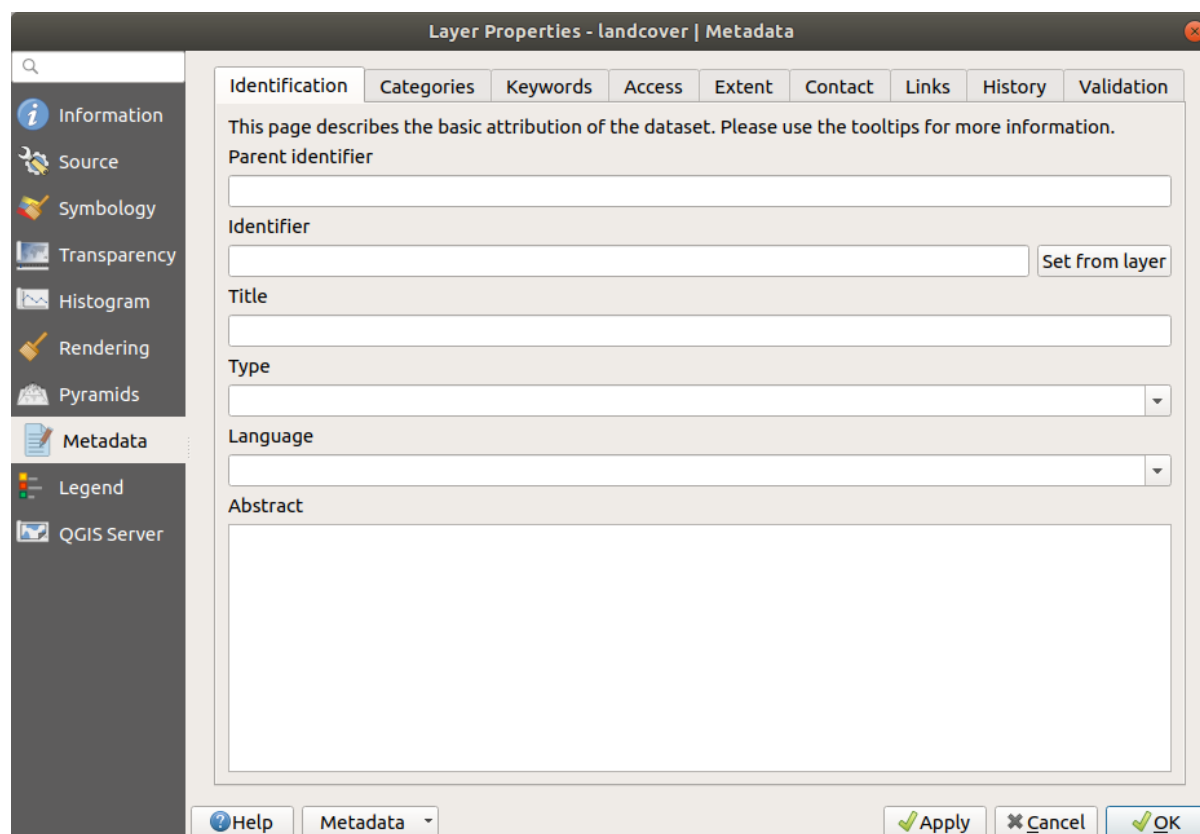 Layer Properties - landcover | Metadata
Information
Source
Symbology
Transparency
Histogram
Rendering
Pyramids
Metadata
Legend
QGIS Server
Identification Categories Keywords Access Extent Contact Links History Validation
This page describes the basic attribution of the dataset. Please use the tooltips for more information.
Parent identifier
Identifier
Set from layer
Title
Type
Language
Abstract
Help Metadata Apply Cancel OK